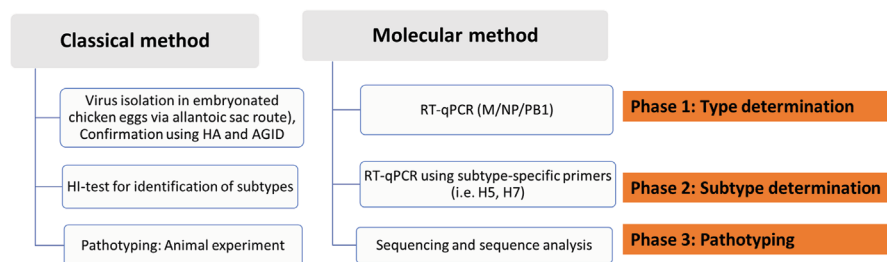 Classical method
Molecular method
Virus isolation in embryonated
chicken eggs via allantoic sac route),
Confirmation using HA and AGID
RT-qPCR (M/NP/PB1)
Phase 1: Type determination
HI-test for identification of subtypes
RT-qPCR using subtype-specific primers
(i.e. H5, H7)
Phase 2: Subtype determination
Pathotyping: Animal experiment
Sequencing and sequence analysis
Phase 3: Pathotyping